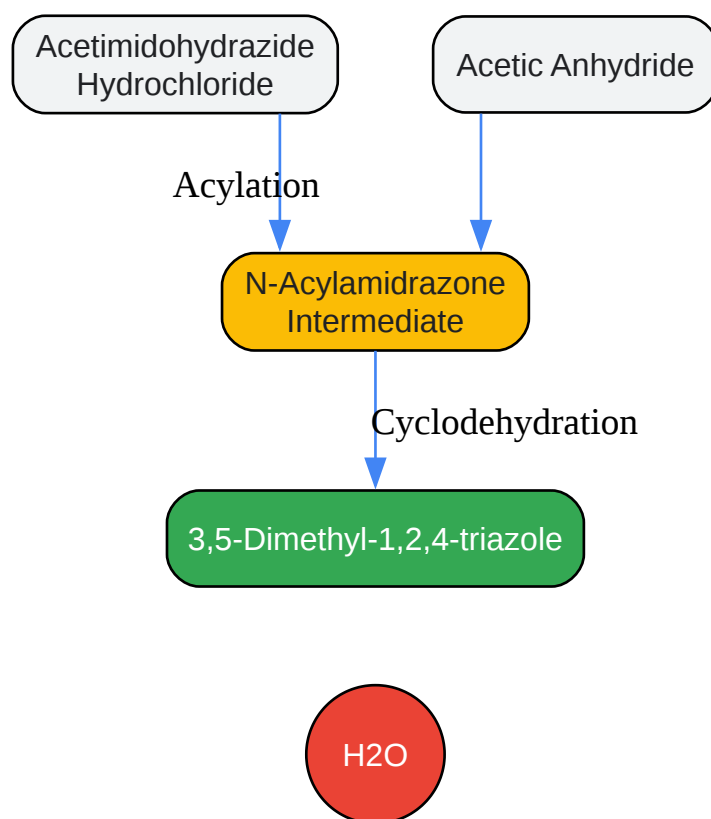 Acetimidohydrazide
Hydrochloride
Acetic Anhydride
Acylation
N-Acylamidrazone
Intermediate
Cyclodehydration
3,5-Dimethyl-1,2,4-triazole
H2O